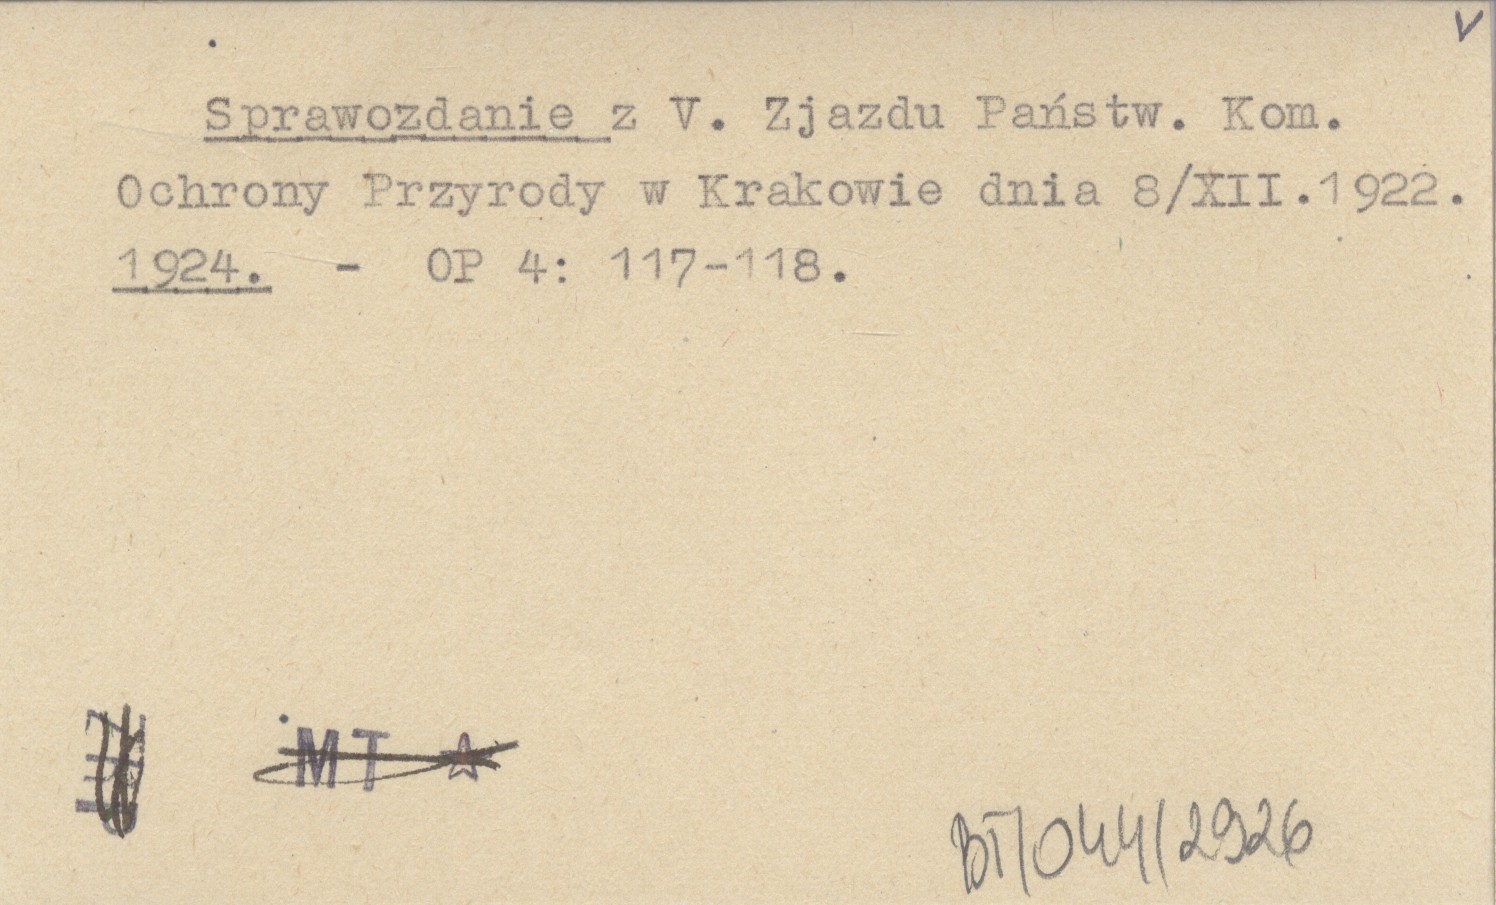 V
Sprawozdanie z V. Zjazdu Państw. Kom.
Ochrony Przyrody w Krakowie dnia 8/XII.1922.
1924. - OP 4: 117-118.
MT
BT/044/2926